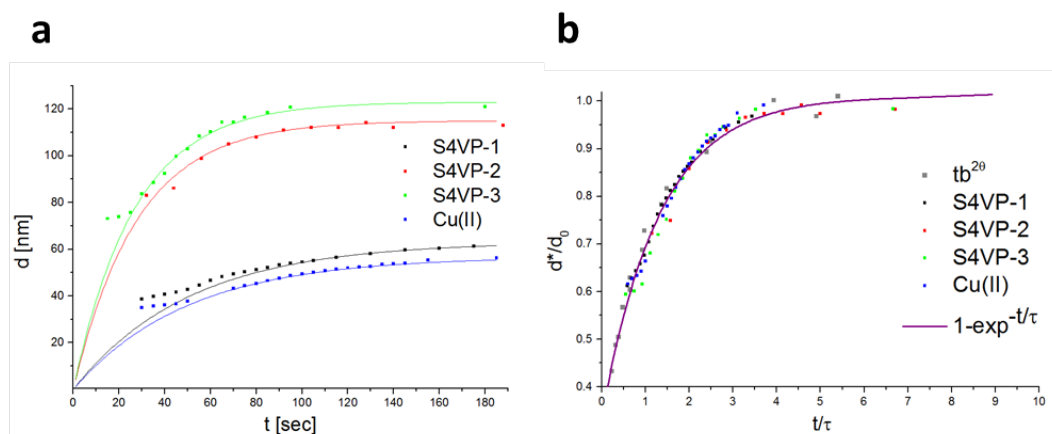 a
d [nm]
120
100
80
60
40
20
S4VP-1
S4VP-2
S4VP-3
Cu(II)
0 20 40 60 80 100 120 140 160 180
t [sec]
b
d*/d₀
1.0
0.9
0.8
0.7
0.6
0.5
0.4
tb²ᶿ
S4VP-1
S4VP-2
S4VP-3
Cu(II)
1-exp⁻ᵗ/τ
0 1 2 3 4 5 6 7 8 9 10
t/τ